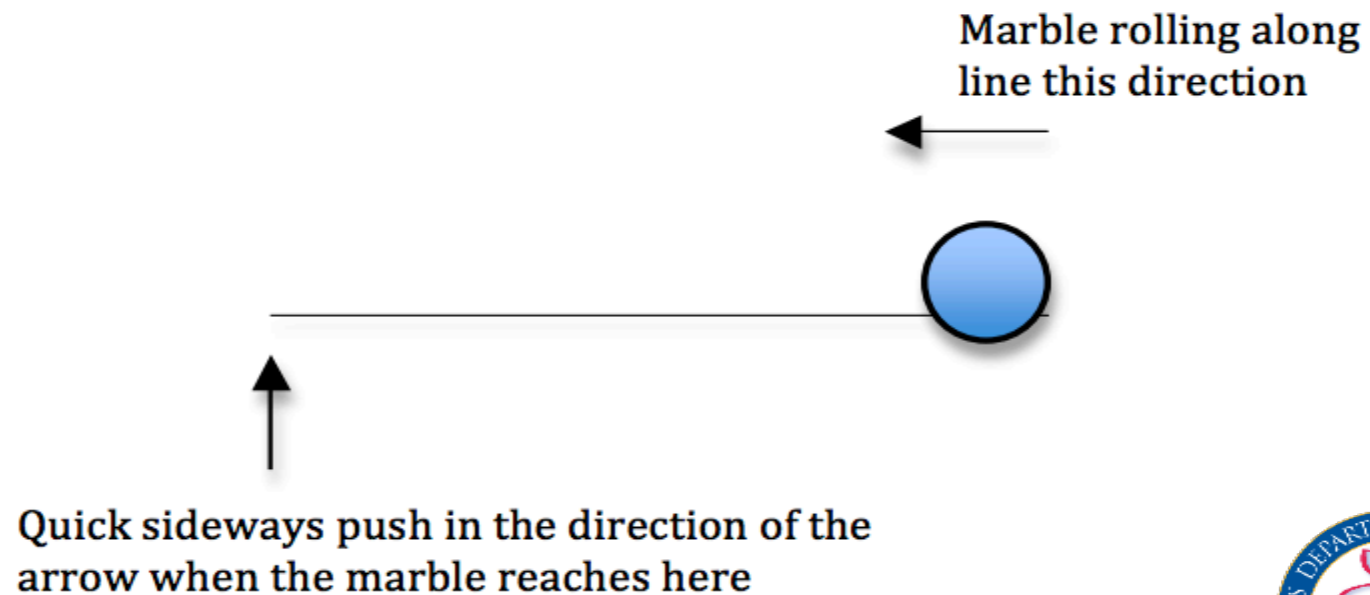 Marble rolling along
line this direction
Quick sideways push in the direction of the
arrow when the marble reaches here